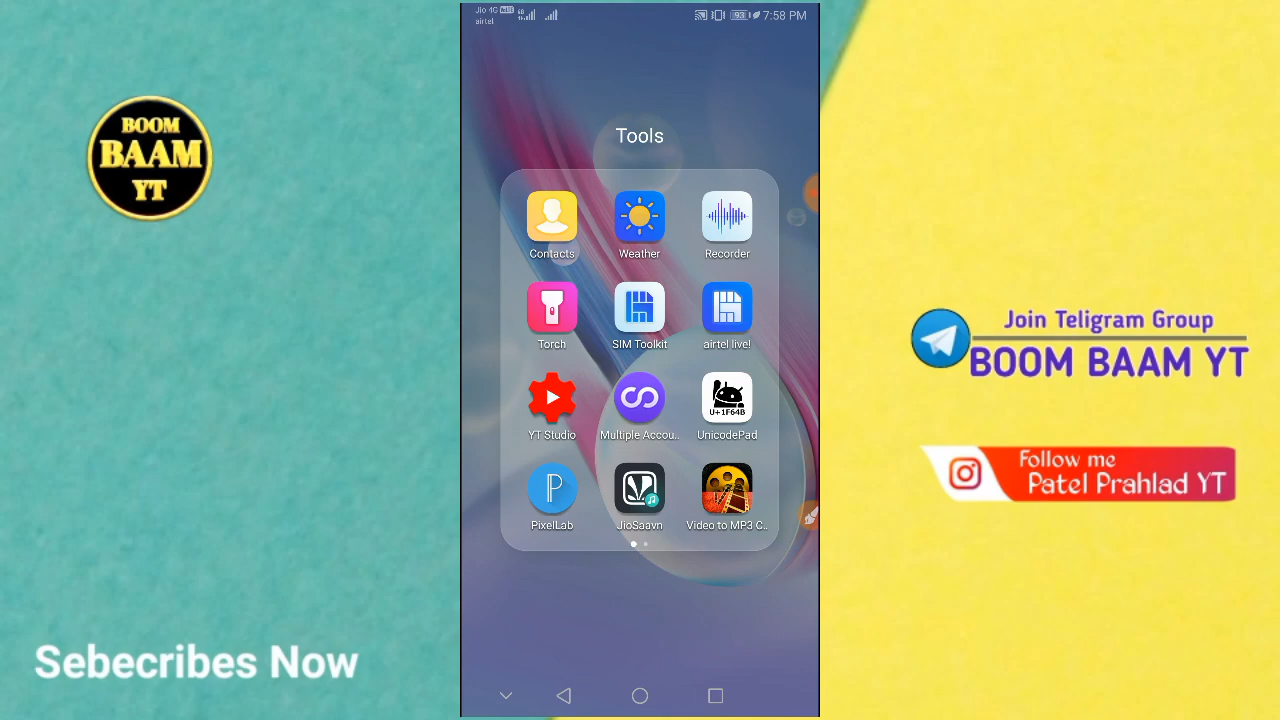 Jio 4G
airtel
93
7:58 PM
BOOM
BAAM
YT
Tools
Contacts
Weather
Recorder
Torch
SIM Toolkit
airtel live!
U+1F64B
YT Studio
Multiple Accou..
UnicodePad
P
PixelLab
JioSaavn
Video to MP3 C..
Join Teligram Group
BOOM BAAM YT
Follow me
Patel Prahlad YT
Sebecribes Now